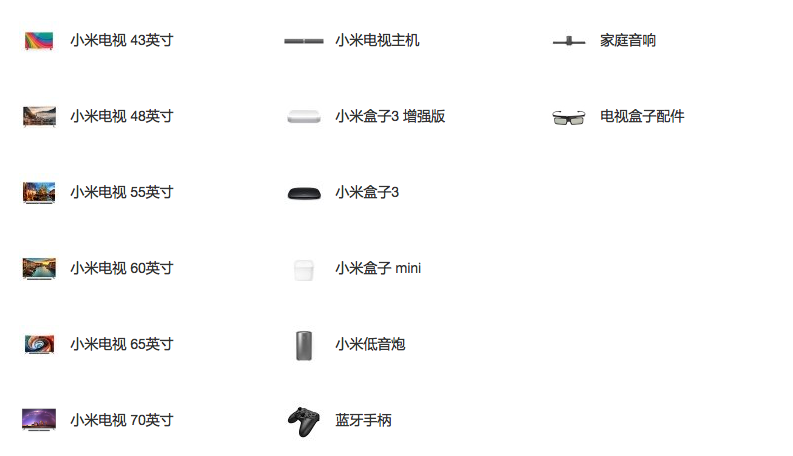 小米电视 43英寸
小米电视 48英寸
小米电视 55英寸
小米电视 60英寸
小米电视 65英寸
小米电视 70英寸
小米电视主机
小米盒子3 增强版
小米盒子3
小米盒子 mini
小米低音炮
蓝牙手柄
家庭音响
电视盒子配件